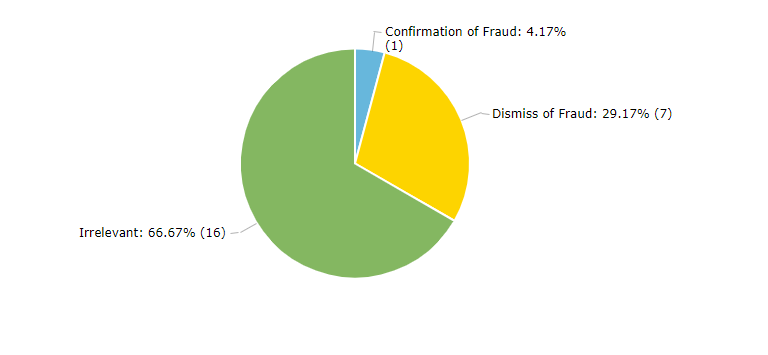 Confirmation of Fraud: 4.17%
(1)
Dismiss of Fraud: 29.17% (7)
Irrelevant: 66.67% (16)